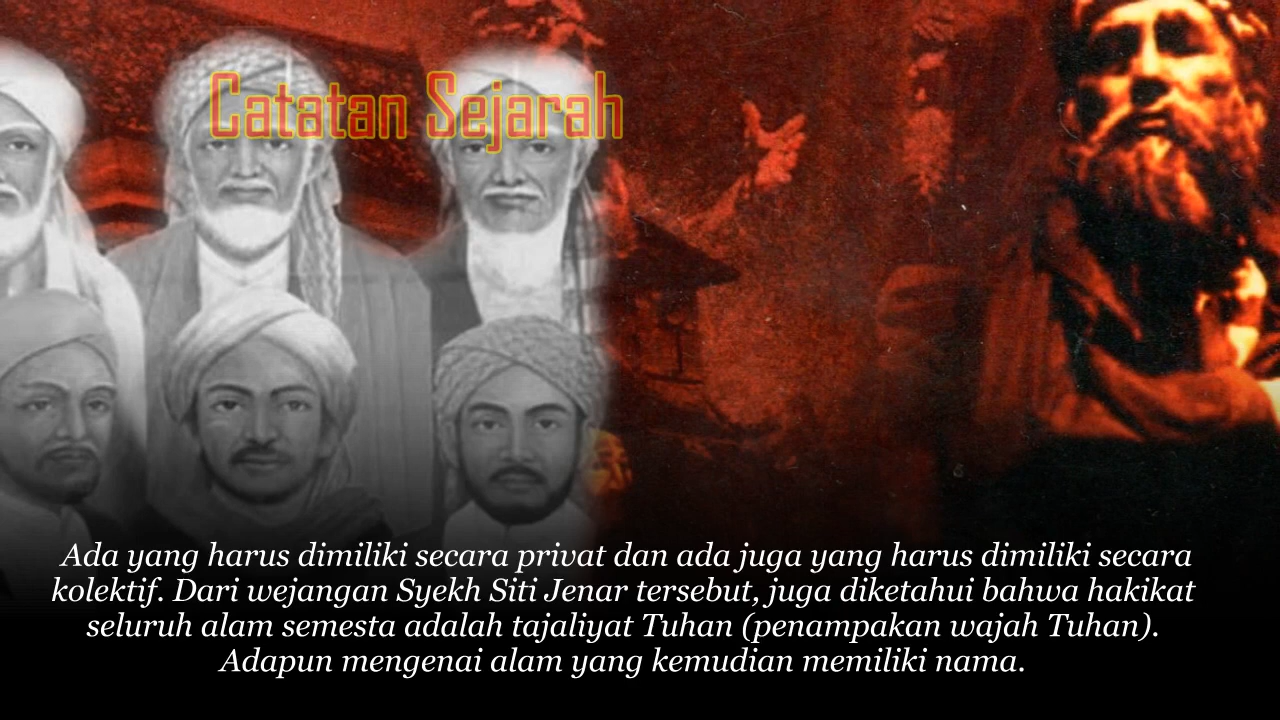 Catatan Sejarah
Ada yang harus dimiliki secara privat dan ada juga yang harus dimiliki secara
kolektif. Dari wejangan Syekh Siti Jenar tersebut, juga diketahui bahwa hakikat
seluruh alam semesta adalah tajaliyat Tuhan (penampakan wajah Tuhan).
Adapun mengenai alam yang kemudian memiliki nama.